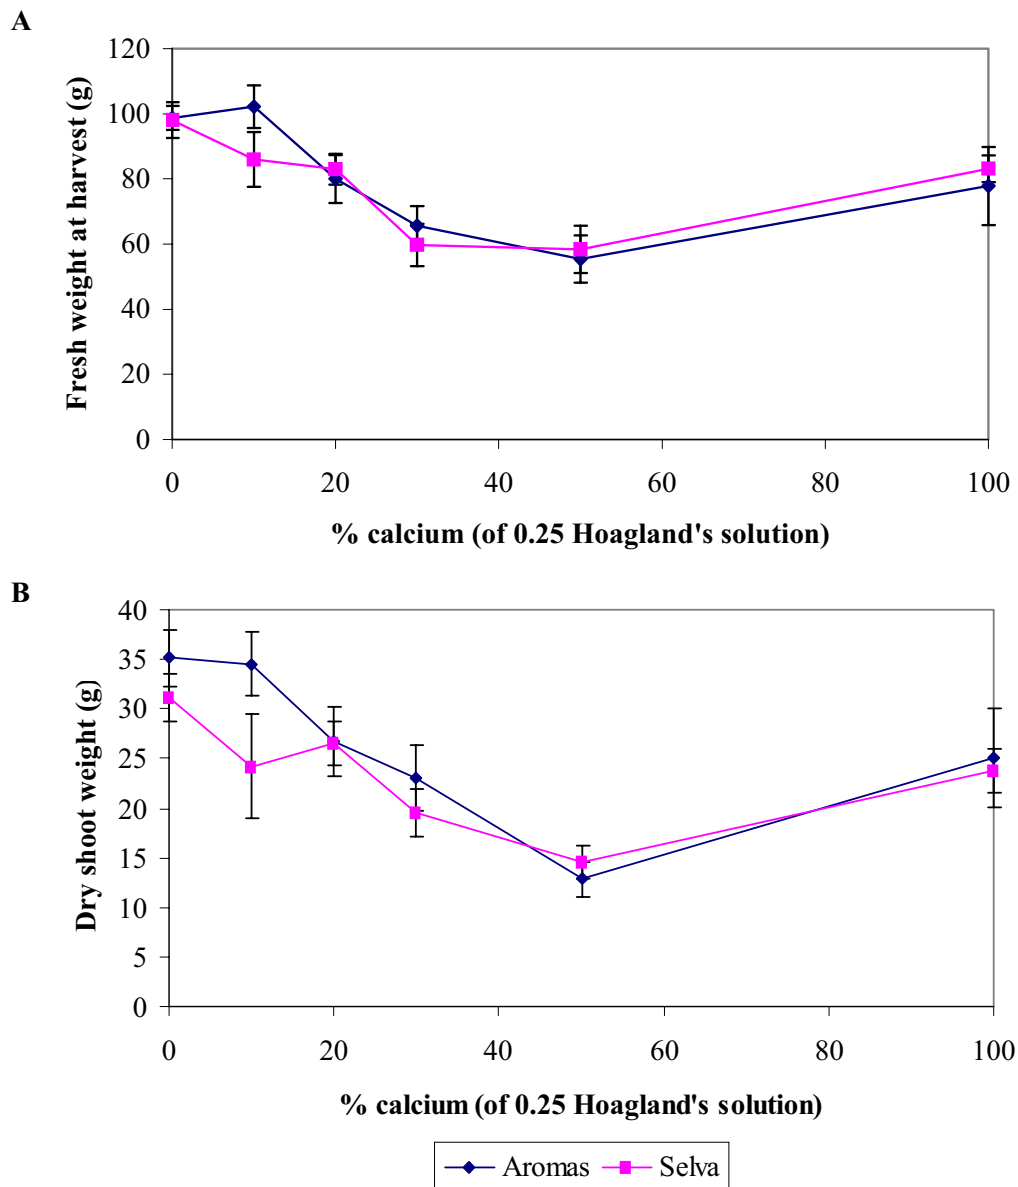 A
Fresh weight at harvest (g)
120
100
80
60
40
20
0
0 20 40 60 80 100
% calcium (of 0.25 Hoagland's solution)
B
Dry shoot weight (g)
40
35
30
25
20
15
10
5
0
0 20 40 60 80 100
% calcium (of 0.25 Hoagland's solution)
Aromas Selva